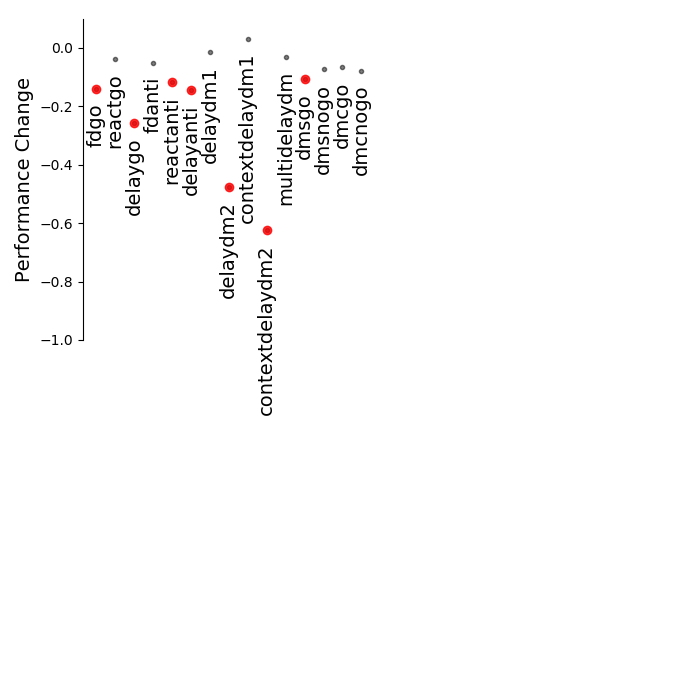 Performance Change
0.0
−0.2
−0.4
−0.6
−0.8
−1.0
fdgo
reactgo
delaygo
fdanti
reactanti
delayanti
delaydm1
delaydm2
contextdelaydm1
contextdelaydm2
multidelaydm
dmsgo
dmsnogo
dmcgo
dmcnogo